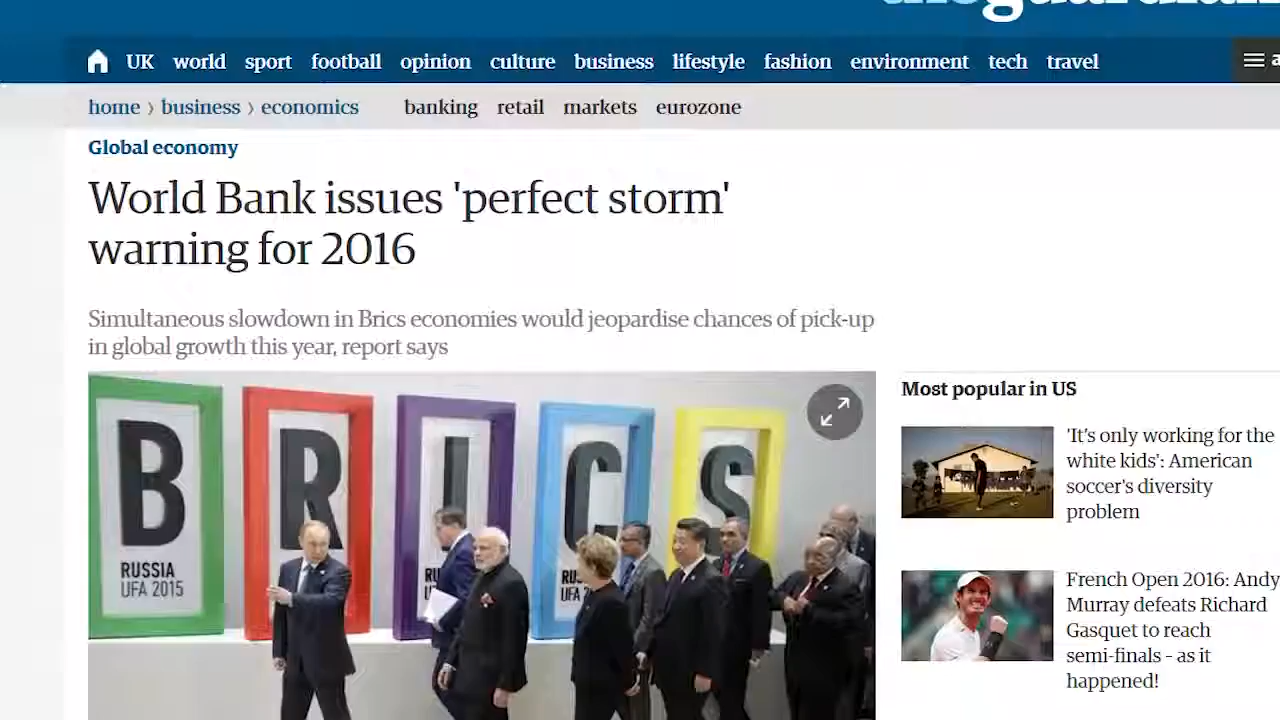 theguardian
UK world sport football opinion culture business lifestyle fashion environment tech travel
home › business › economics banking retail markets eurozone
Global economy
World Bank issues 'perfect storm'
warning for 2016
Simultaneous slowdown in Brics economies would jeopardise chances of pick-up
in global growth this year, report says
Most popular in US
'It's only working for the
white kids': American
soccer's diversity
problem
French Open 2016: Andy
Murray defeats Richard
Gasquet to reach
semi-finals – as it
happened!
B R I C S
RUSSIA
UFA 2015